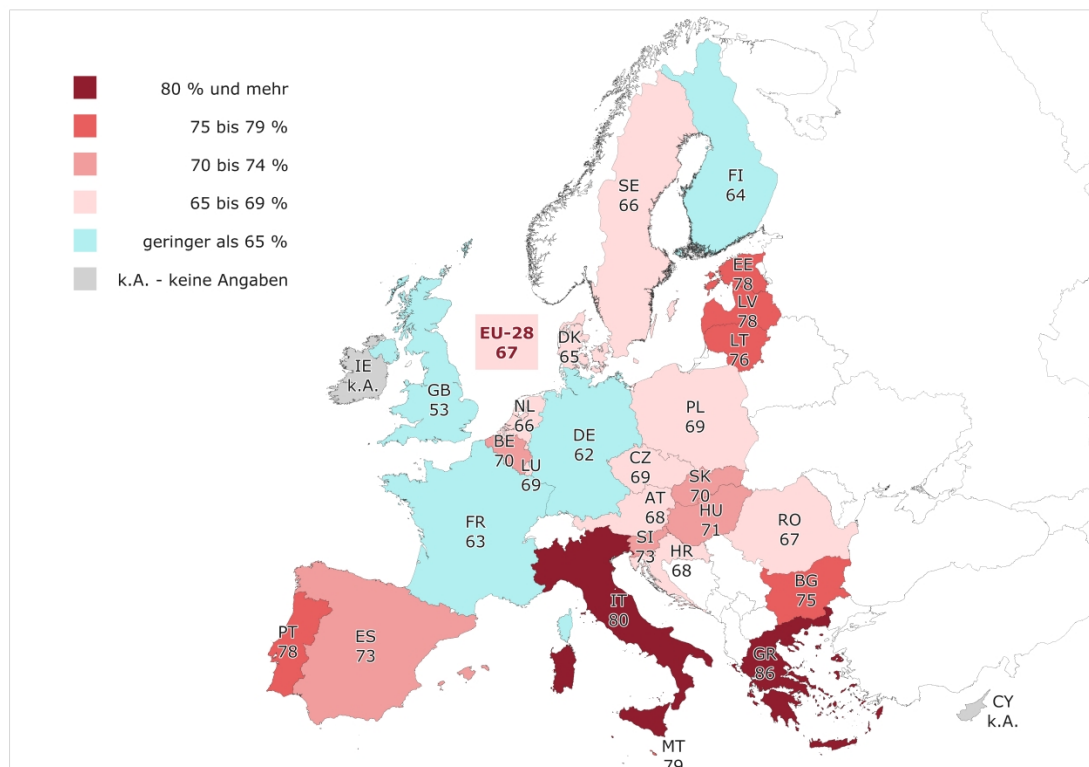 80 % und mehr
75 bis 79 %
70 bis 74 %
65 bis 69 %
geringer als 65 %
k.A. - keine Angaben
FI
64
SE
66
EE
78
LV
78
LT
76
EU-28
67
DK
65
IE
k.A.
GB
53
NL
66
BE
70
LU
69
DE
62
PL
69
CZ
69
SK
70
AT
68
HU
71
SI
73
HR
68
RO
67
BG
75
FR
63
IT
80
PT
78
ES
73
GR
86
CY
k.A.
MT
79